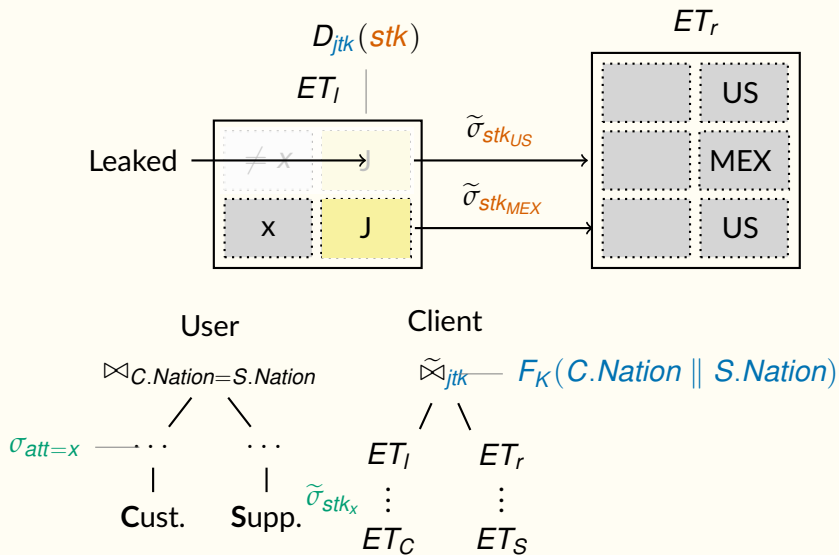 D_jtk(stk)
ET_l
ET_r
σ̃_stk_US
σ̃_stk_MEX
Leaked
≠ x J
x J
US
MEX
US
User
Client
⋈_C.Nation=S.Nation
⋈̃_jtk
F_K(C.Nation ∥ S.Nation)
σ_att=x
· · ·
· · ·
ET_l
ET_r
σ̃_stk_x
⋮
⋮
Cust.
Supp.
ET_C
ET_S